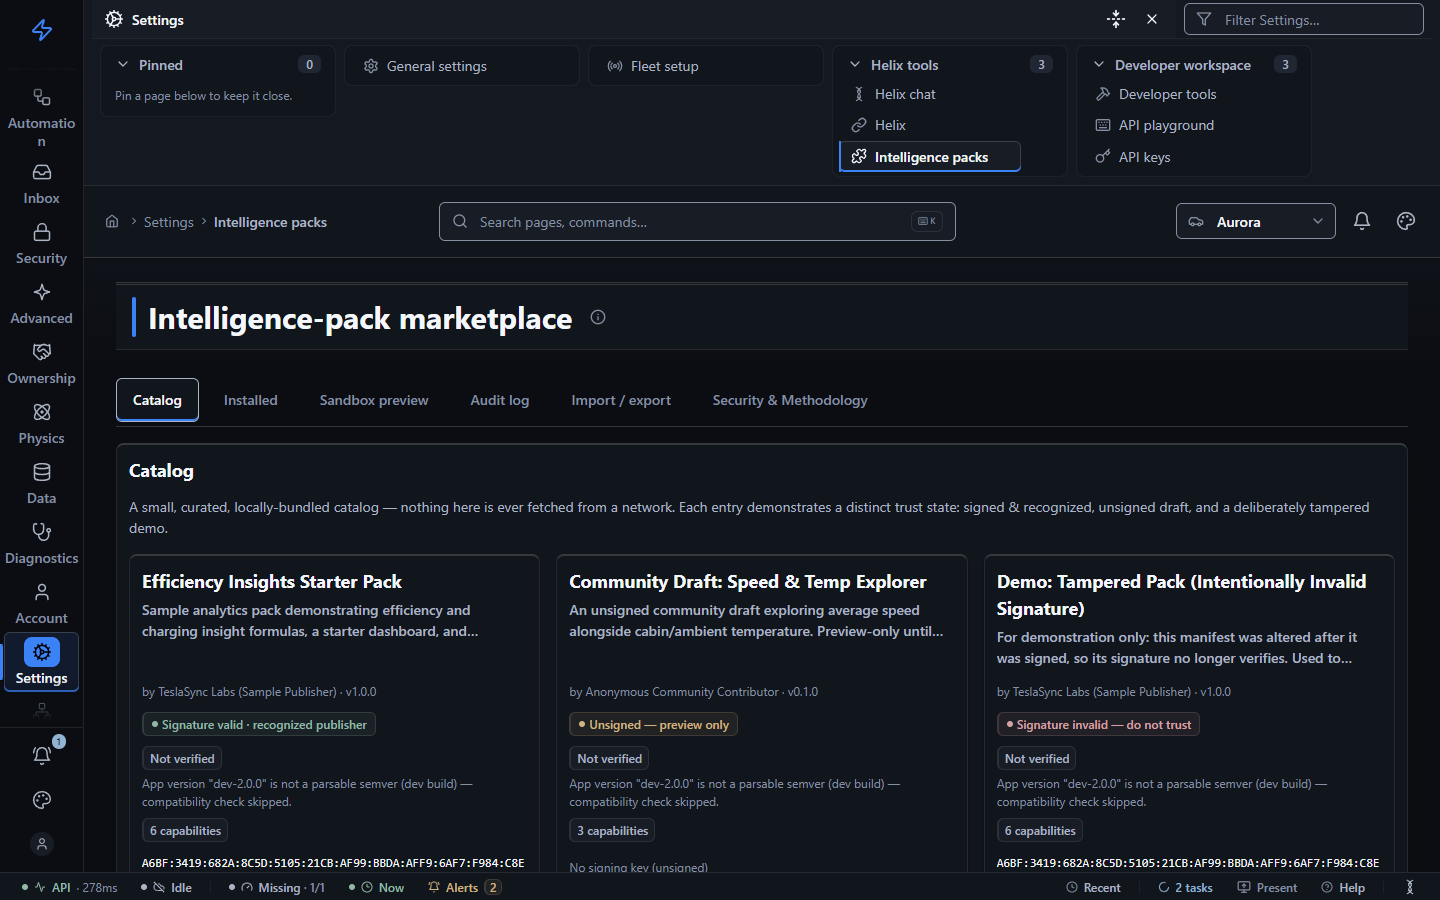 Settings
Filter Settings...
Pinned
0
Pin a page below to keep it close.
General settings
Fleet setup
Helix tools
3
Helix chat
Helix
Intelligence packs
Developer workspace
3
Developer tools
API playground
API keys
Automatio
n
Inbox
Security
Advanced
Ownership
Physics
Data
Diagnostics
Account
Settings
1
Settings
Intelligence packs
Search pages, commands...
K
Aurora
Intelligence-pack marketplace
Catalog
Installed
Sandbox preview
Audit log
Import / export
Security & Methodology
Catalog
A small, curated, locally-bundled catalog — nothing here is ever fetched from a network. Each entry demonstrates a distinct trust state: signed & recognized, unsigned draft, and a deliberately tampered
demo.
Efficiency Insights Starter Pack
Sample analytics pack demonstrating efficiency and
charging insight formulas, a starter dashboard, and...
by TeslaSync Labs (Sample Publisher) · v1.0.0
Signature valid · recognized publisher
Not verified
App version "dev-2.0.0" is not a parsable semver (dev build) —
compatibility check skipped.
6 capabilities
A6BF:3419:682A:8C5D:5105:21CB:AF99:BBDA:AFF9:6AF7:F984:C8E
Community Draft: Speed & Temp Explorer
An unsigned community draft exploring average speed
alongside cabin/ambient temperature. Preview-only until...
by Anonymous Community Contributor · v0.1.0
Unsigned — preview only
Not verified
App version "dev-2.0.0" is not a parsable semver (dev build) —
compatibility check skipped.
3 capabilities
No signing key (unsigned)
Demo: Tampered Pack (Intentionally Invalid
Signature)
For demonstration only: this manifest was altered after it
was signed, so its signature no longer verifies. Used to...
by TeslaSync Labs (Sample Publisher) · v1.0.0
Signature invalid — do not trust
Not verified
App version "dev-2.0.0" is not a parsable semver (dev build) —
compatibility check skipped.
6 capabilities
A6BF:3419:682A:8C5D:5105:21CB:AF99:BBDA:AFF9:6AF7:F984:C8E
API · 278ms
Idle
Missing · 1/1
Now
Alerts 2
Recent
2 tasks
Present
Help